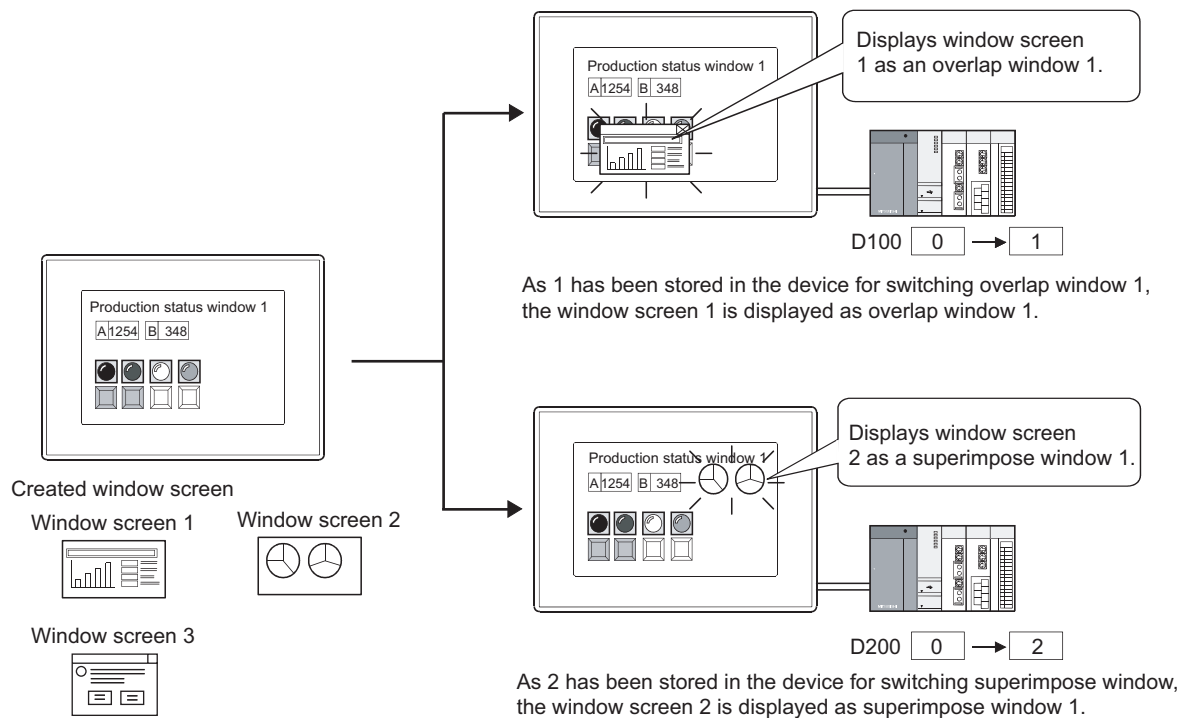 Production status window 1
A 1254 B 348
Displays window screen
1 as an overlap window 1.
D100 0 1
As 1 has been stored in the device for switching overlap window 1,
the window screen 1 is displayed as overlap window 1.
Production status window 1
A 1254 B 348
Created window screen
Window screen 1
Window screen 2
Window screen 3
Production status window 1
A 1254 B 348
Displays window screen
2 as a superimpose window 1.
D200 0 2
As 2 has been stored in the device for switching superimpose window,
the window screen 2 is displayed as superimpose window 1.